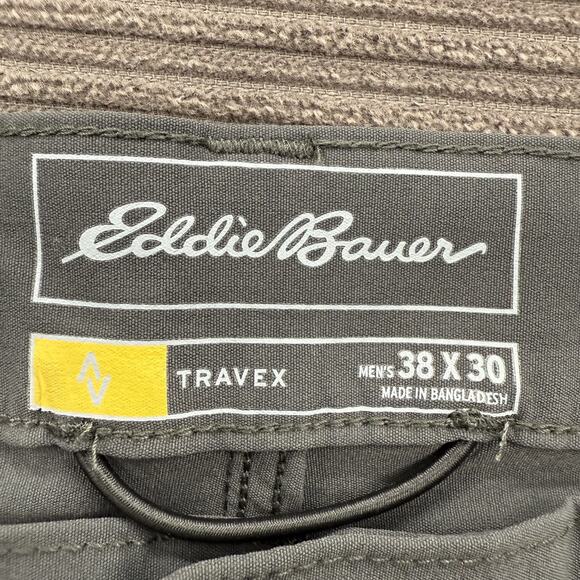 Eddie Bauer
TRAVEX
MEN'S 38 X 30
MADE IN BANGLADESH